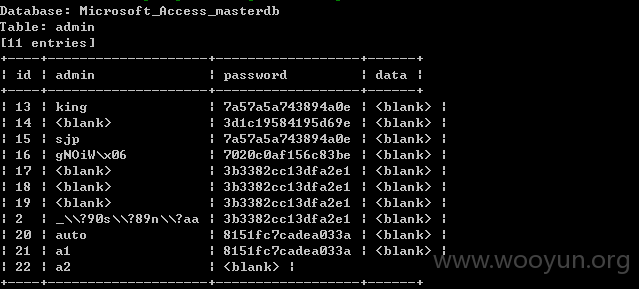 Database: Microsoft_Access_masterdb
Table: admin
[11 entries]
+----+-------------------+------------------+---------+
¦ id ¦ admin ¦ password ¦ data ¦
+----+-------------------+------------------+---------+
¦ 13 ¦ king ¦ 7a57a5a743894a0e ¦ <blank> ¦
¦ 14 ¦ <blank> ¦ 3d1c19584195d69e ¦ <blank> ¦
¦ 15 ¦ sjp ¦ 7a57a5a743894a0e ¦ <blank> ¦
¦ 16 ¦ gNOiW\x06 ¦ 7020c0af156c83be ¦ <blank> ¦
¦ 17 ¦ <blank> ¦ 3b3382cc13dfa2e1 ¦ <blank> ¦
¦ 18 ¦ <blank> ¦ 3b3382cc13dfa2e1 ¦ <blank> ¦
¦ 19 ¦ <blank> ¦ 3b3382cc13dfa2e1 ¦ <blank> ¦
¦ 2 ¦ _\\?90s\\?89n\\?aa ¦ 3b3382cc13dfa2e1 ¦ <blank> ¦
¦ 20 ¦ auto ¦ 8151fc7cadea033a ¦ <blank> ¦
¦ 21 ¦ a1 ¦ 8151fc7cadea033a ¦ <blank> ¦
¦ 22 ¦ a2 ¦ <blank> ¦
+----+-------------------+------------------+---------+
www.wooyun.org